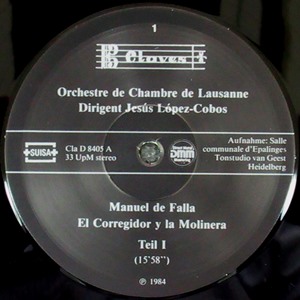 1
Claves
Orchestre de Chambre de Lausanne
Dirigent Jesús López-Cobos
SUISA
Cla D 8405 A
33 UpM stereo
DMM
Aufnahme: Salle
communale d'Epalinges
Tonstudio van Geest
Heidelberg
Manuel de Falla
El Corregidor y la Molinera
Teil I
(15'58")
℗ 1984